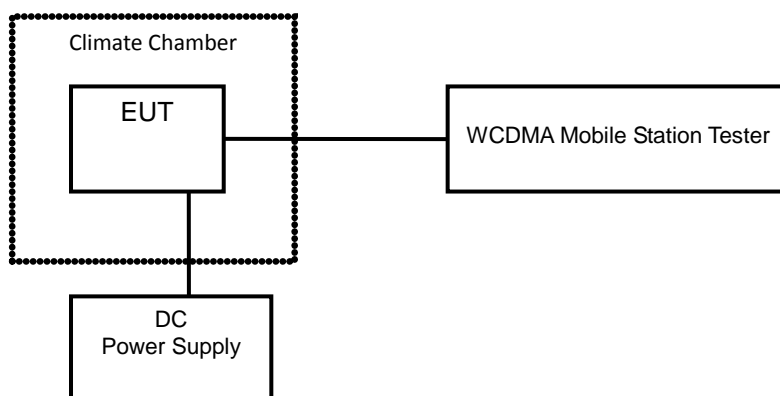 Climate Chamber
EUT
WCDMA Mobile Station Tester
DC
Power Supply